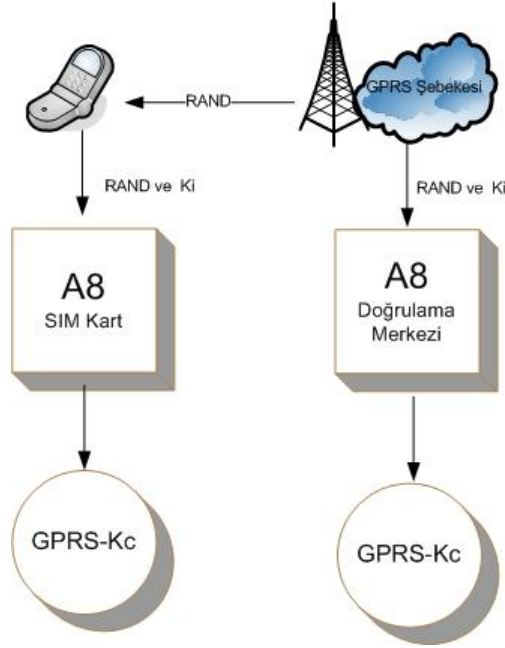 GPRS Şebekesi
RAND
RAND ve Ki
RAND ve Ki
A8
SIM Kart
A8
Doğrulama
Merkezi
GPRS-Kc
GPRS-Kc